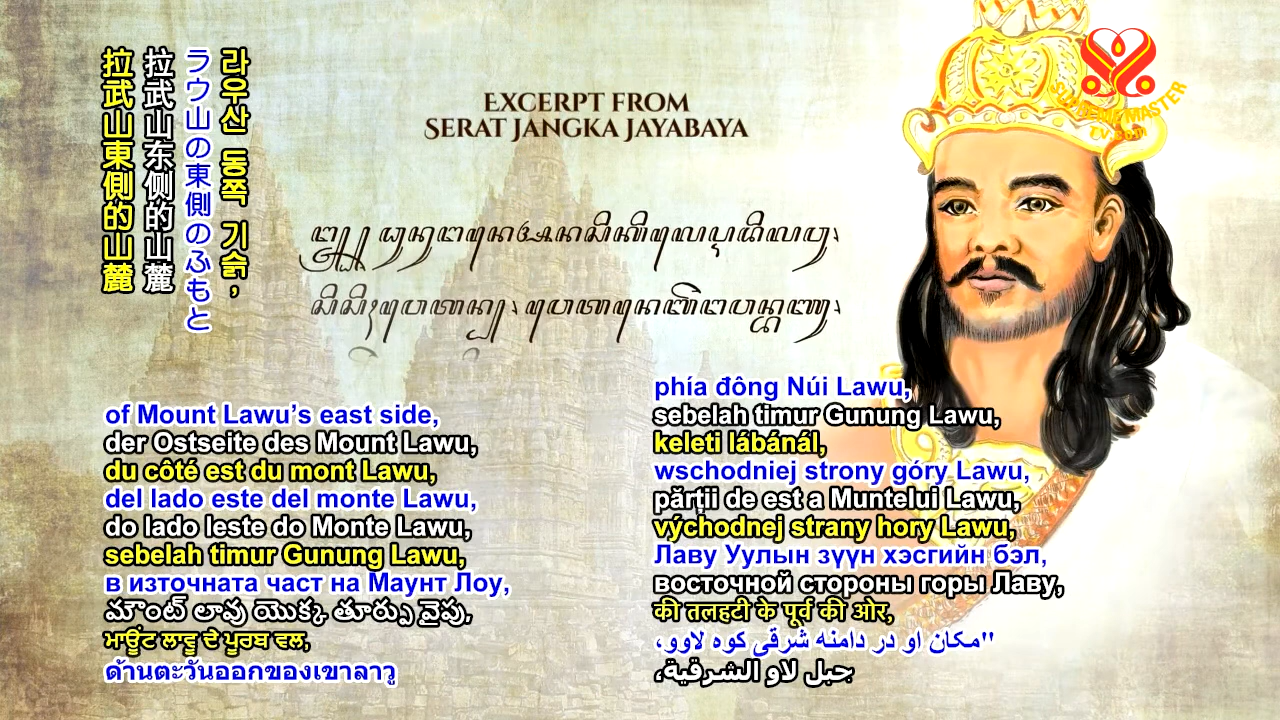 EXCERPT FROM
SERAT JANGKA JAYABAYA
SUPREME MASTER
TV.com
라우산 동쪽 기슭,
ラウ山の東側のふもと
拉武山东侧的山麓
拉武山東側的山麓
of Mount Lawu’s east side,
der Ostseite des Mount Lawu,
du côté est du mont Lawu,
del lado este del monte Lawu,
do lado leste do Monte Lawu,
sebelah timur Gunung Lawu,
в източната част на Маунт Лоу,
మౌంట్ లావు యొక్క తూర్పు వైపు,
ਮਾਊਂਟ ਲਾਵੂ ਦੇ ਪੂਰਬ ਵਲ,
ด้านตะวันออกของเขาลาวู
phía đông Núi Lawu,
sebelah timur Gunung Lawu,
keleti lábánál,
wschodniej strony góry Lawu,
părții de est a Muntelui Lawu,
východnej strany hory Lawu,
Лаву Уулын зүүн хэсгийн бэл,
восточной стороны горы Лаву,
की तलहटी के पूर्व की ओर,
"مکان او در دامنه شرقی کوه لاوو،
جبل لاو الشرقية،